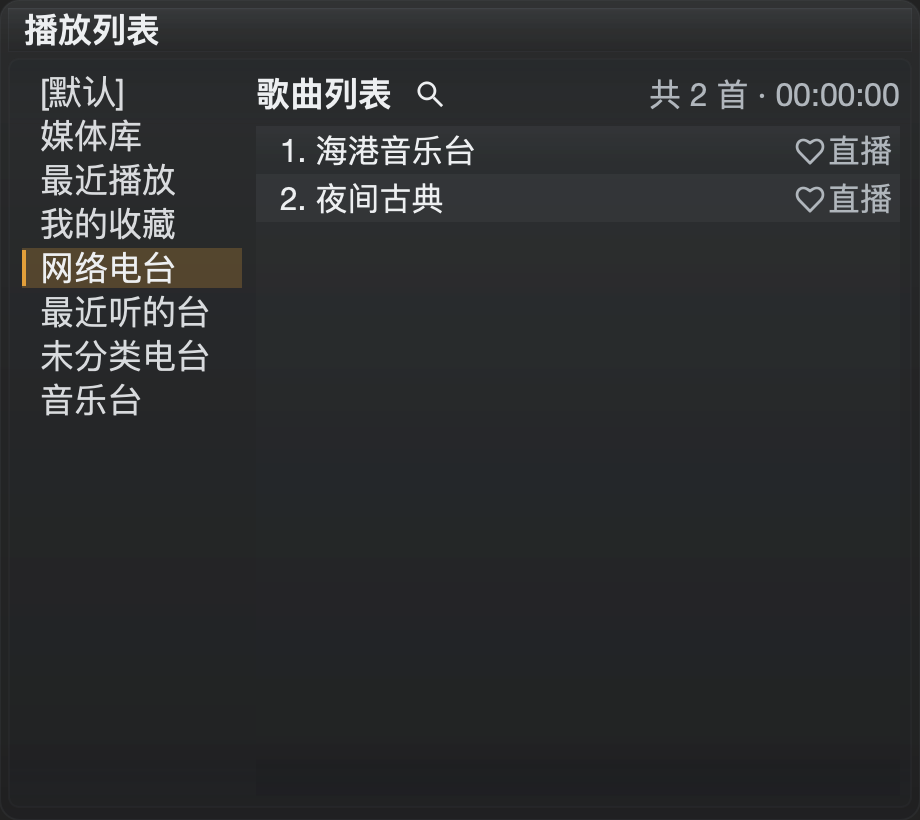 播放列表
[默认]
媒体库
最近播放
我的收藏
网络电台
最近听的台
未分类电台
音乐台
歌曲列表
共 2 首 · 00:00:00
1. 海港音乐台 直播
2. 夜间古典 直播